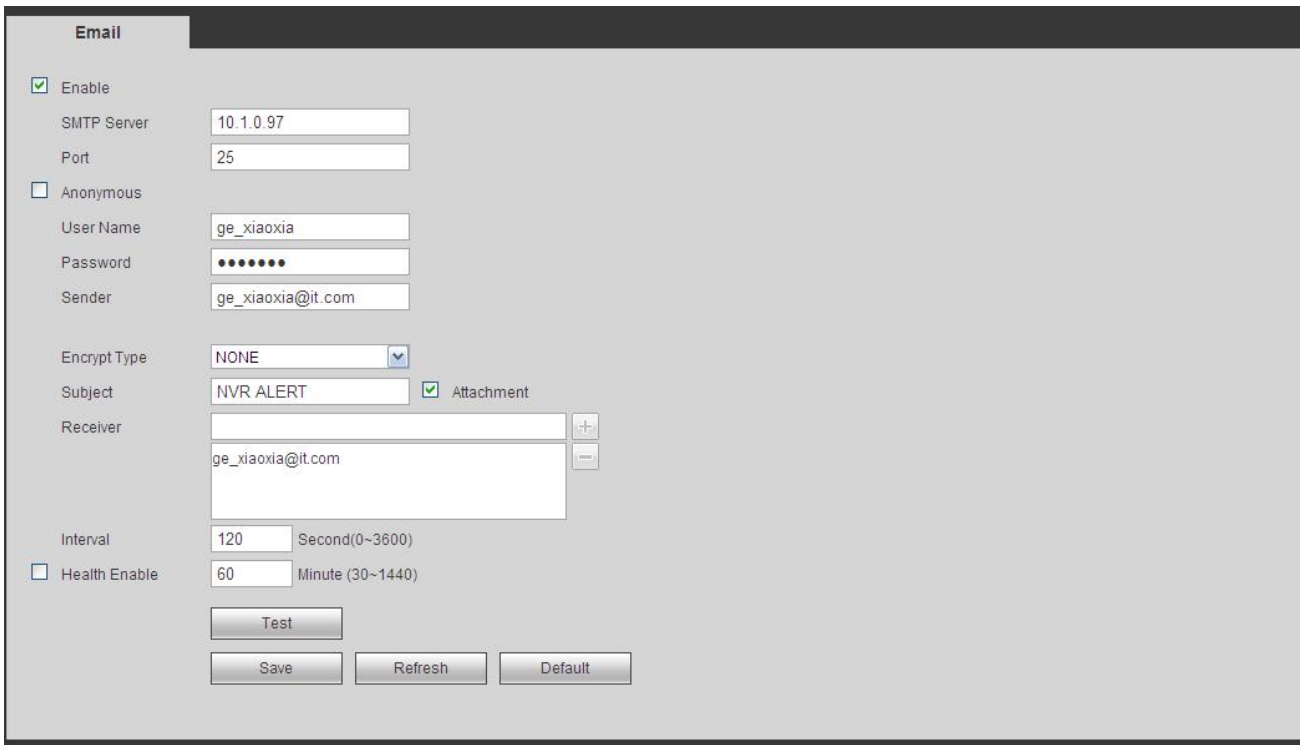 Email
Enable
SMTP Server 10.1.0.97
Port 25
Anonymous
User Name ge_xiaoxia
Password •••••••
Sender ge_xiaoxia@it.com
Encrypt Type NONE
Subject NVR ALERT Attachment
Receiver
ge_xiaoxia@it.com
Interval 120 Second(0~3600)
Health Enable 60 Minute (30~1440)
Test
Save Refresh Default